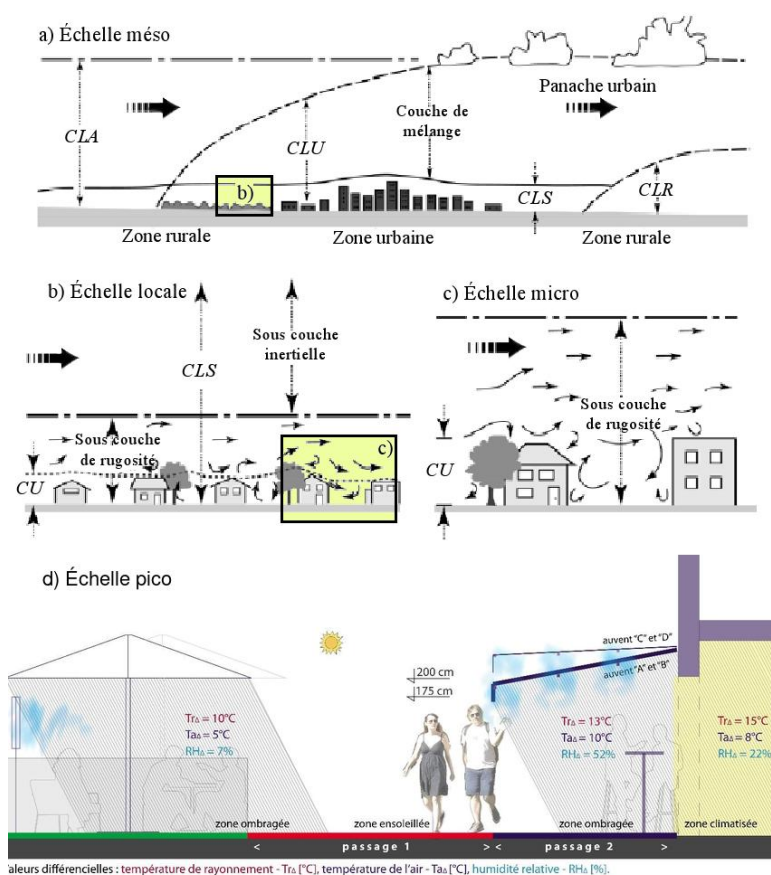 a) Échelle méso
Panache urbain
Couche de
mélange
CLA
CLU
b)
CLS
CLR
Zone rurale
Zone urbaine
Zone rurale
b) Échelle locale
Sous couche
inertielle
CLS
Sous couche
de rugosité
c)
CU
c) Échelle micro
Sous couche
de rugosité
CU
d) Échelle pico
auvent "C" et "D"
auvent "A" et "B"
200 cm
175 cm
TrΔ = 10°C
TaΔ = 5°C
RHΔ = 7%
TrΔ = 13°C
TaΔ = 10°C
RHΔ = 52%
TrΔ = 15°C
TaΔ = 8°C
RHΔ = 22%
zone ombragée
zone ensoleillée
zone ombragée
zone climatisée
< passage 1 >< passage 2 >
aleurs différencielles : température de rayonnement - TrΔ [°C], température de l'air - TaΔ [°C], humidité relative - RHΔ [%].